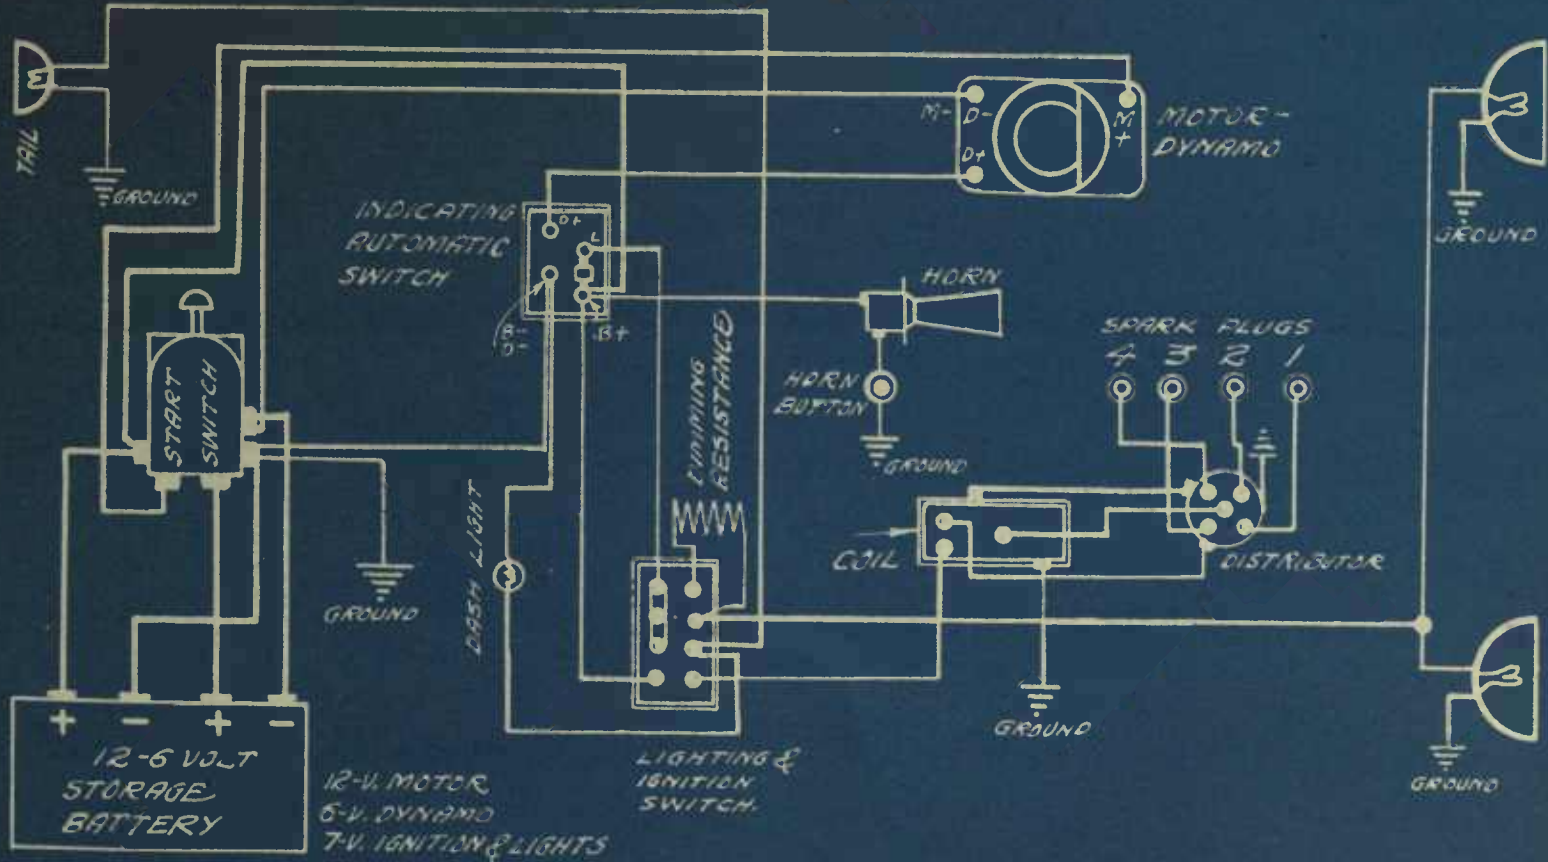 TAIL
GROUND
M- D-
D+
M
+
MOTOR-
DYNAMO
GROUND
INDICATING
AUTOMATIC
SWITCH
D+
L
B-
D-
B+
HORN
HORN
BUTTON
GROUND
SPARK PLUGS
4 3 2 1
START
SWITCH
GROUND
DASH LIGHT
DIMMING
RESISTANCE
COIL
DISTRIBUTOR
GROUND
GROUND
+ - + -
12-6 VOLT
STORAGE
BATTERY
12-V. MOTOR
6-V. DYNAMO
7-V. IGNITION & LIGHTS
LIGHTING &
IGNITION
SWITCH.